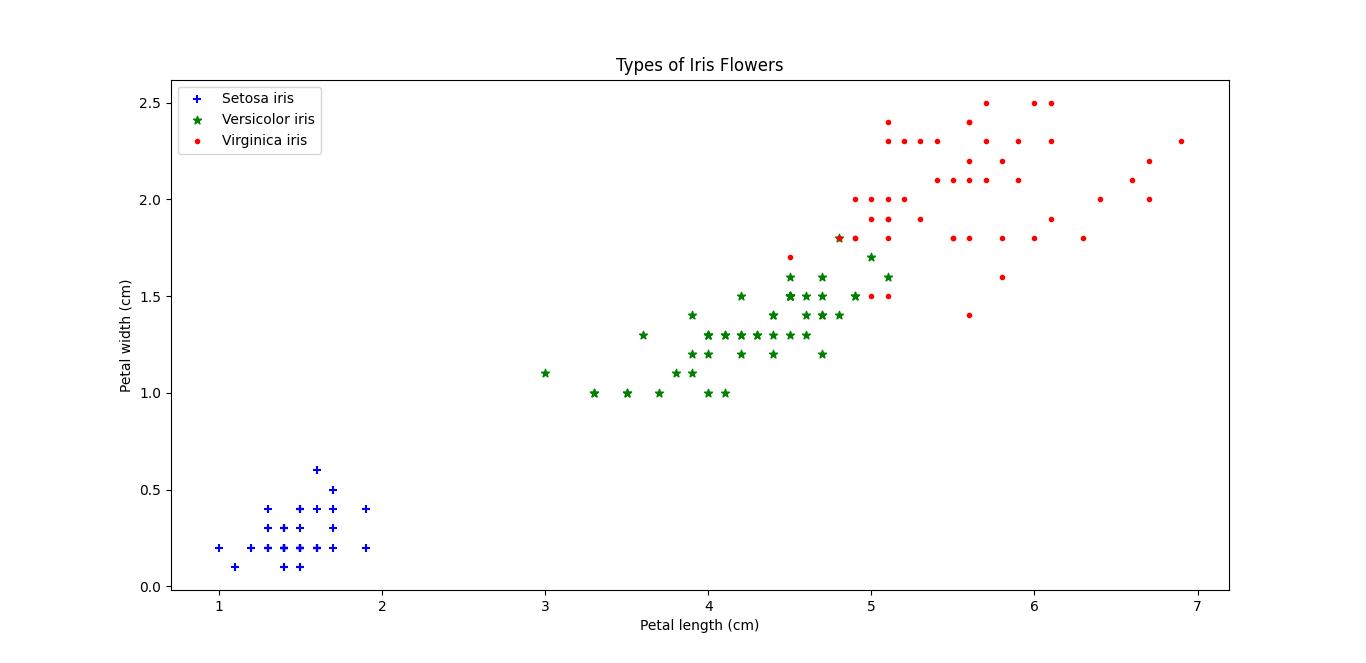 Types of Iris Flowers
Setosa iris
Versicolor iris
Virginica iris
Petal width (cm)
2.5
2.0
1.5
1.0
0.5
0.0
1 2 3 4 5 6 7
Petal length (cm)